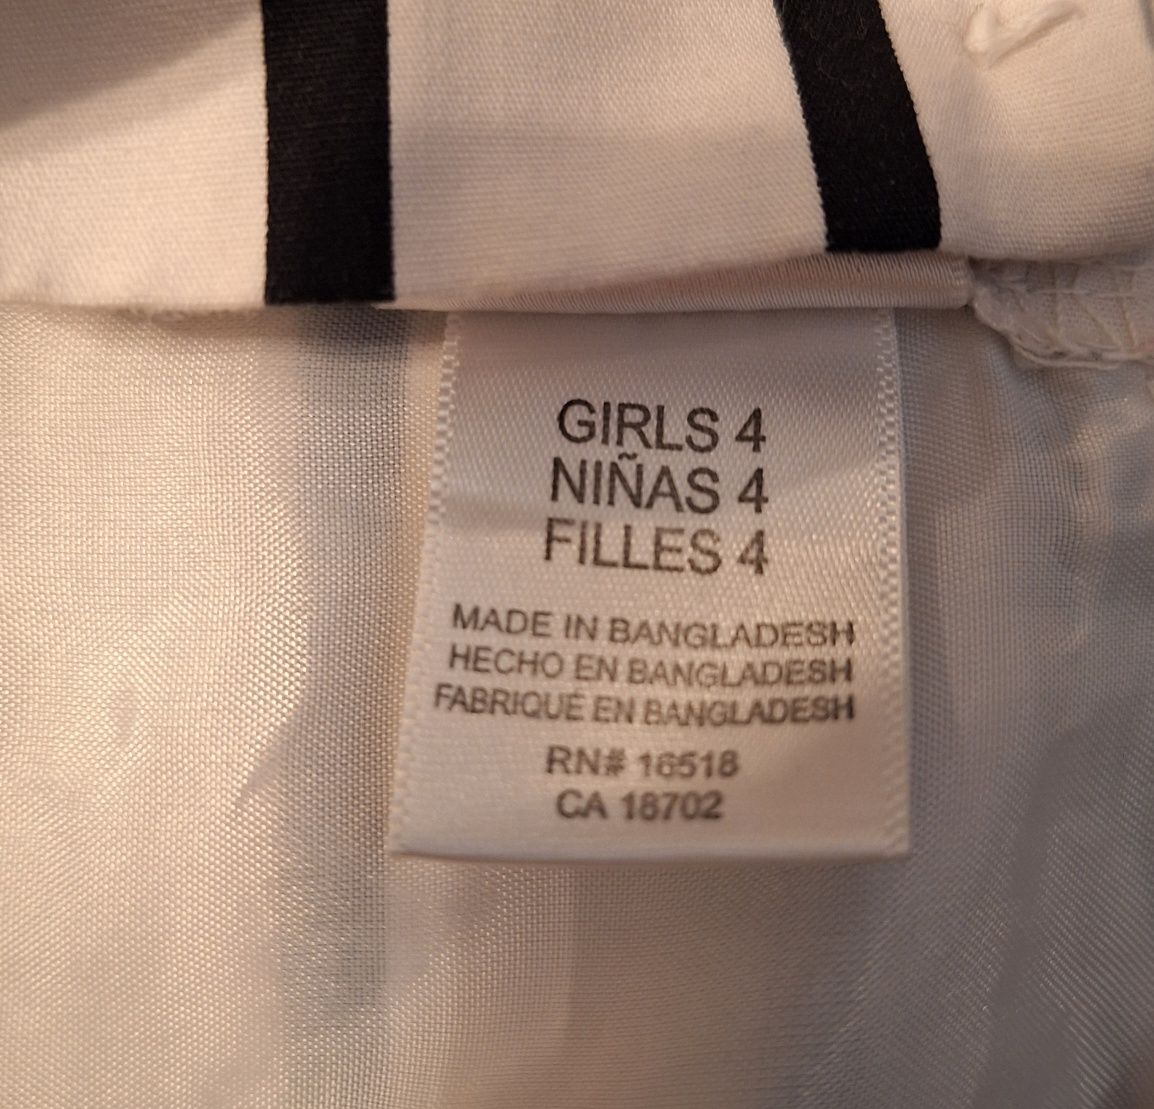 GIRLS 4
NIÑAS 4
FILLES 4
MADE IN BANGLADESH
HECHO EN BANGLADESH
FABRIQUÉ EN BANGLADESH
RN# 16518
CA 18702